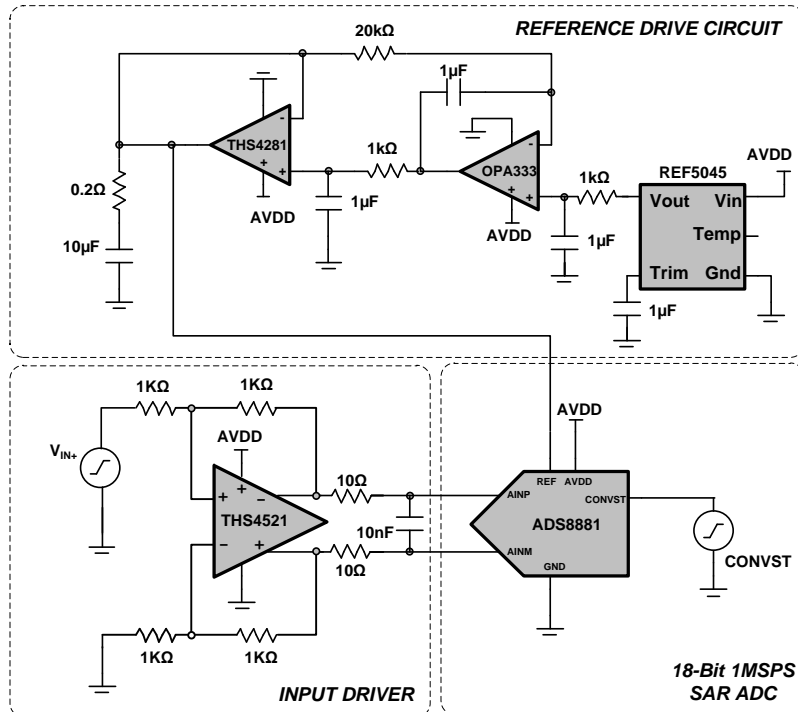 REFERENCE DRIVE CIRCUIT
20kΩ
1µF
-
THS4281
+
+
AVDD
1kΩ
1µF
-
OPA333
+
+
AVDD
1kΩ
1µF
REF5045
AVDD
Vout Vin
Temp
Trim Gnd
1µF
0.2Ω
10µF
1KΩ
1KΩ
VIN+
AVDD
+
+
−
THS4521
−
+
10Ω
10nF
10Ω
1KΩ
1KΩ
INPUT DRIVER
AVDD
REF AVDD
AINP
CONVST
ADS8881
AINM
GND
CONVST
18-Bit 1MSPS
SAR ADC